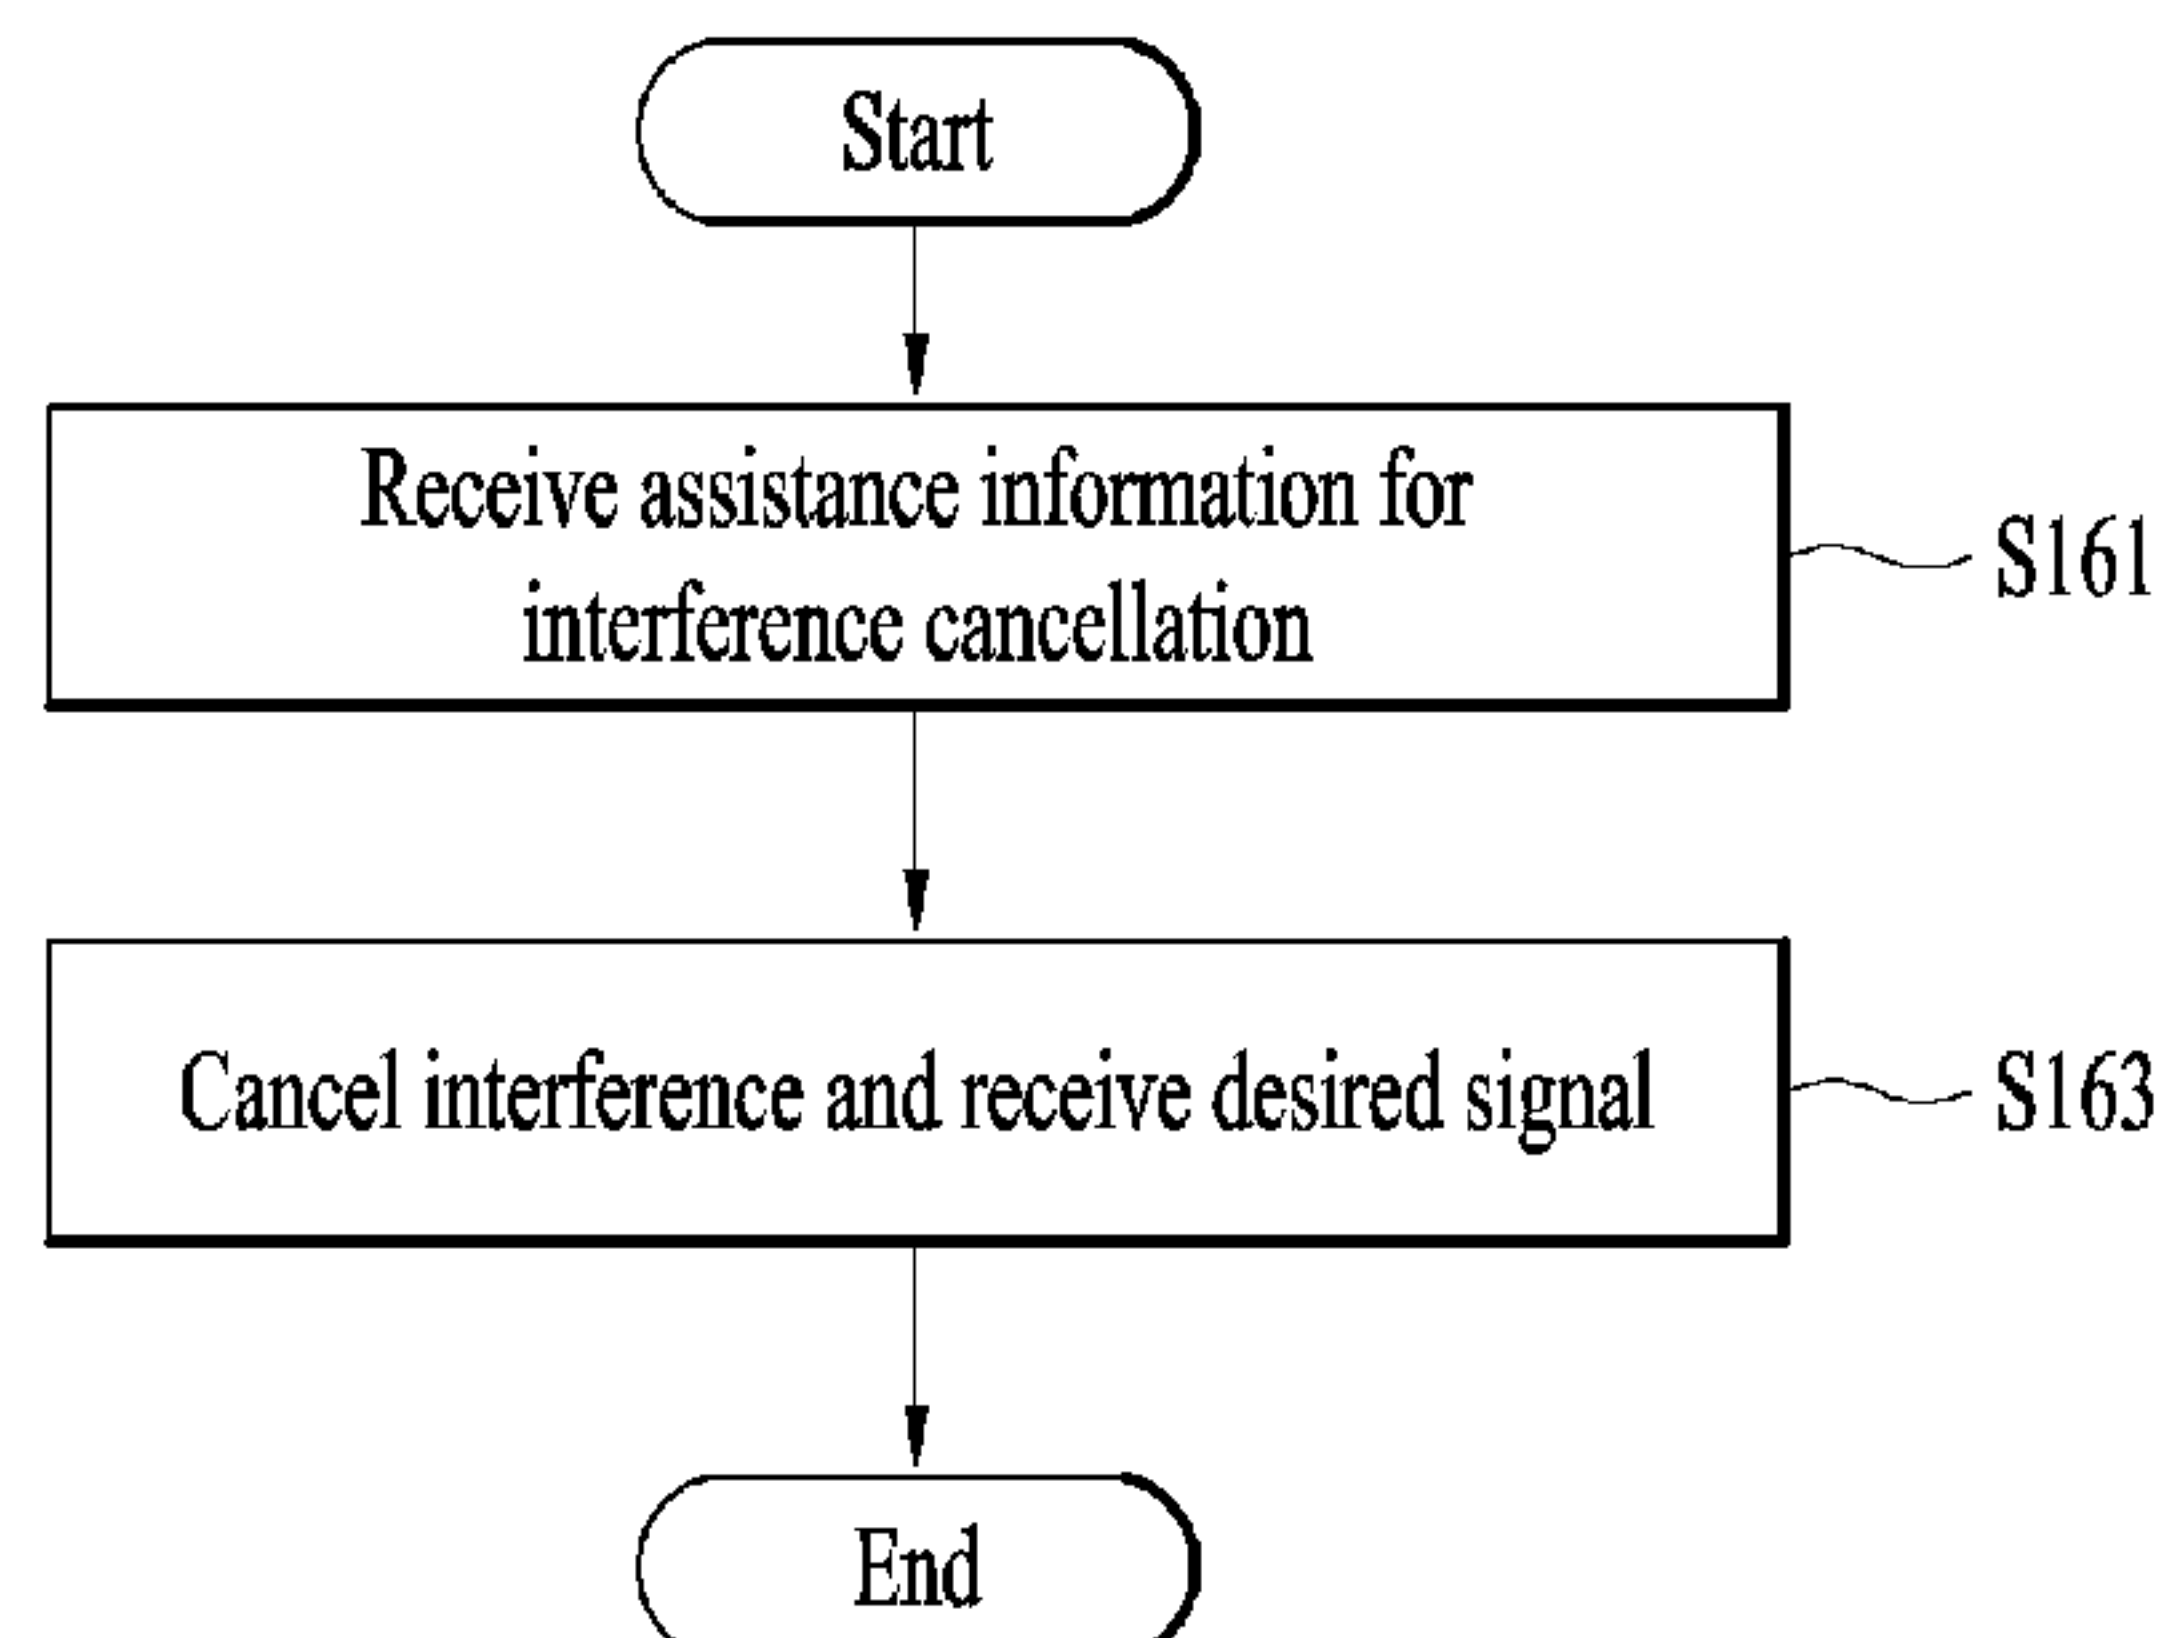 Start
Receive assistance information for
interference cancellation
S161
Cancel interference and receive desired signal
S163
End